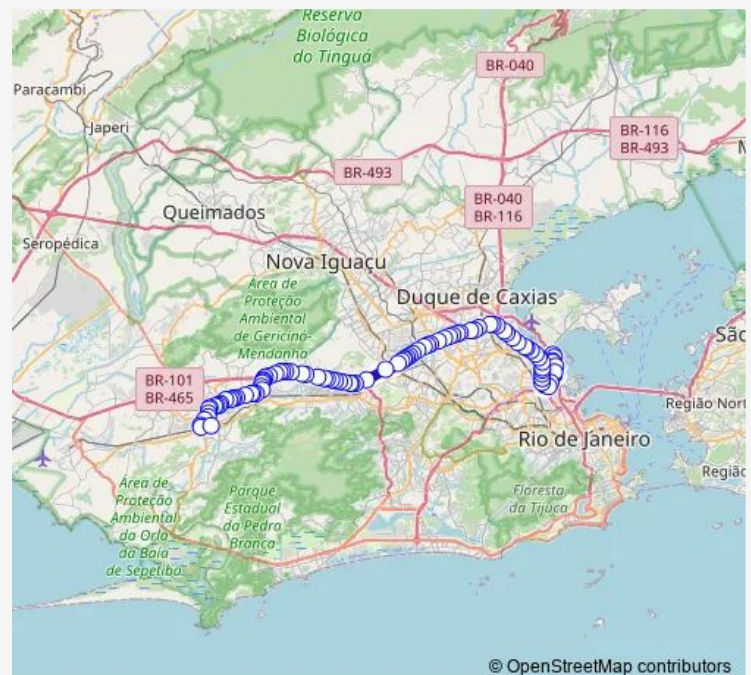 Reserva
Biológica
do Tinguá
BR-040
Paracambi
Japeri
BR-116
BR-493
BR-493
BR-040
BR-116
Queimados
Seropédica
Nova Iguaçu
Área de
Proteção
Ambiental
de Gericinó-
Mendanha
Duque de Caxias
São
BR-101
BR-465
Região Nort
Rio de Janeiro
Região
Área de
Proteção
Ambiental
da Orla
da Baía
de Sepetiba
Parque
Estadual
da Pedra
Branca
Floresta
da Tijuca
© OpenStreetMap contributors